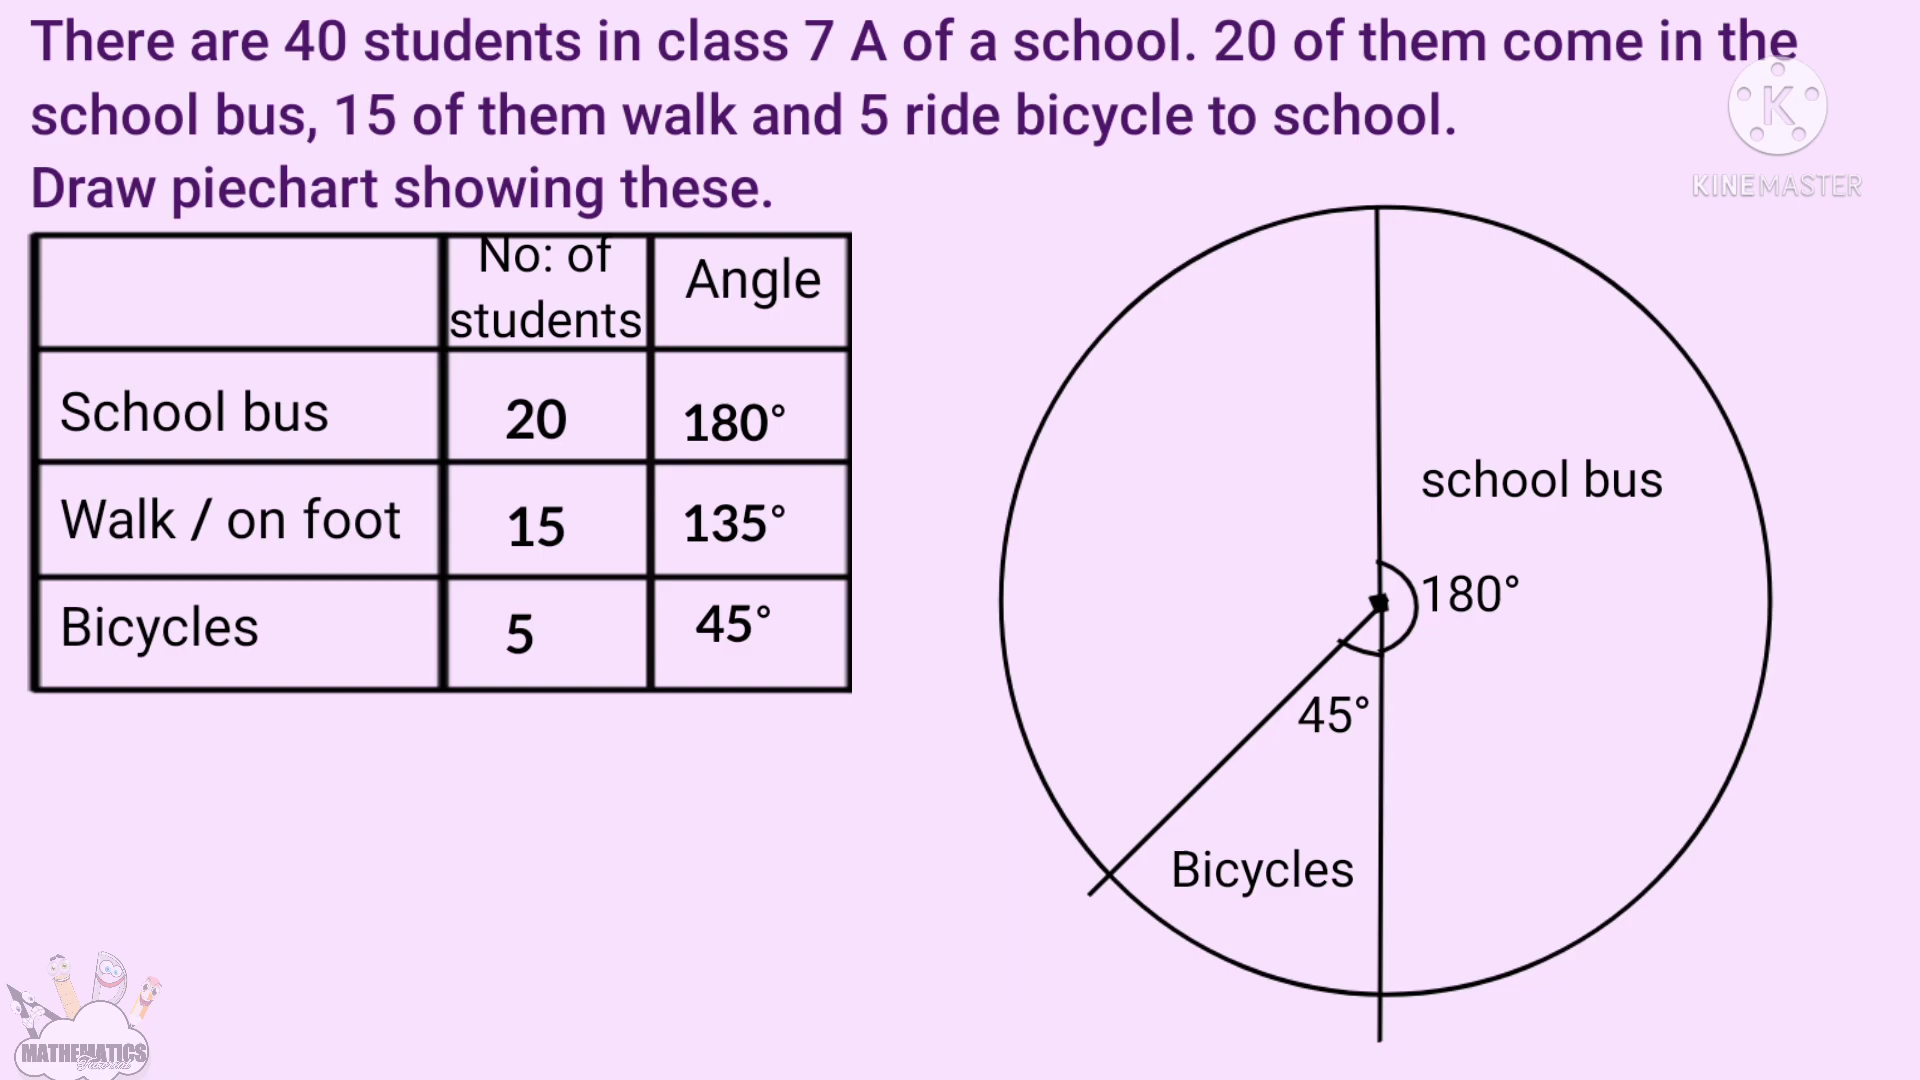 There are 40 students in class 7 A of a school. 20 of them come in the
school bus, 15 of them walk and 5 ride bicycle to school.
Draw piechart showing these.
K
KINEMASTER
No: of
students
Angle
School bus 20 180°
Walk / on foot 15 135°
Bicycles 5 45°
school bus
180°
45°
Bicycles
MATHEMATICS
Tutorial